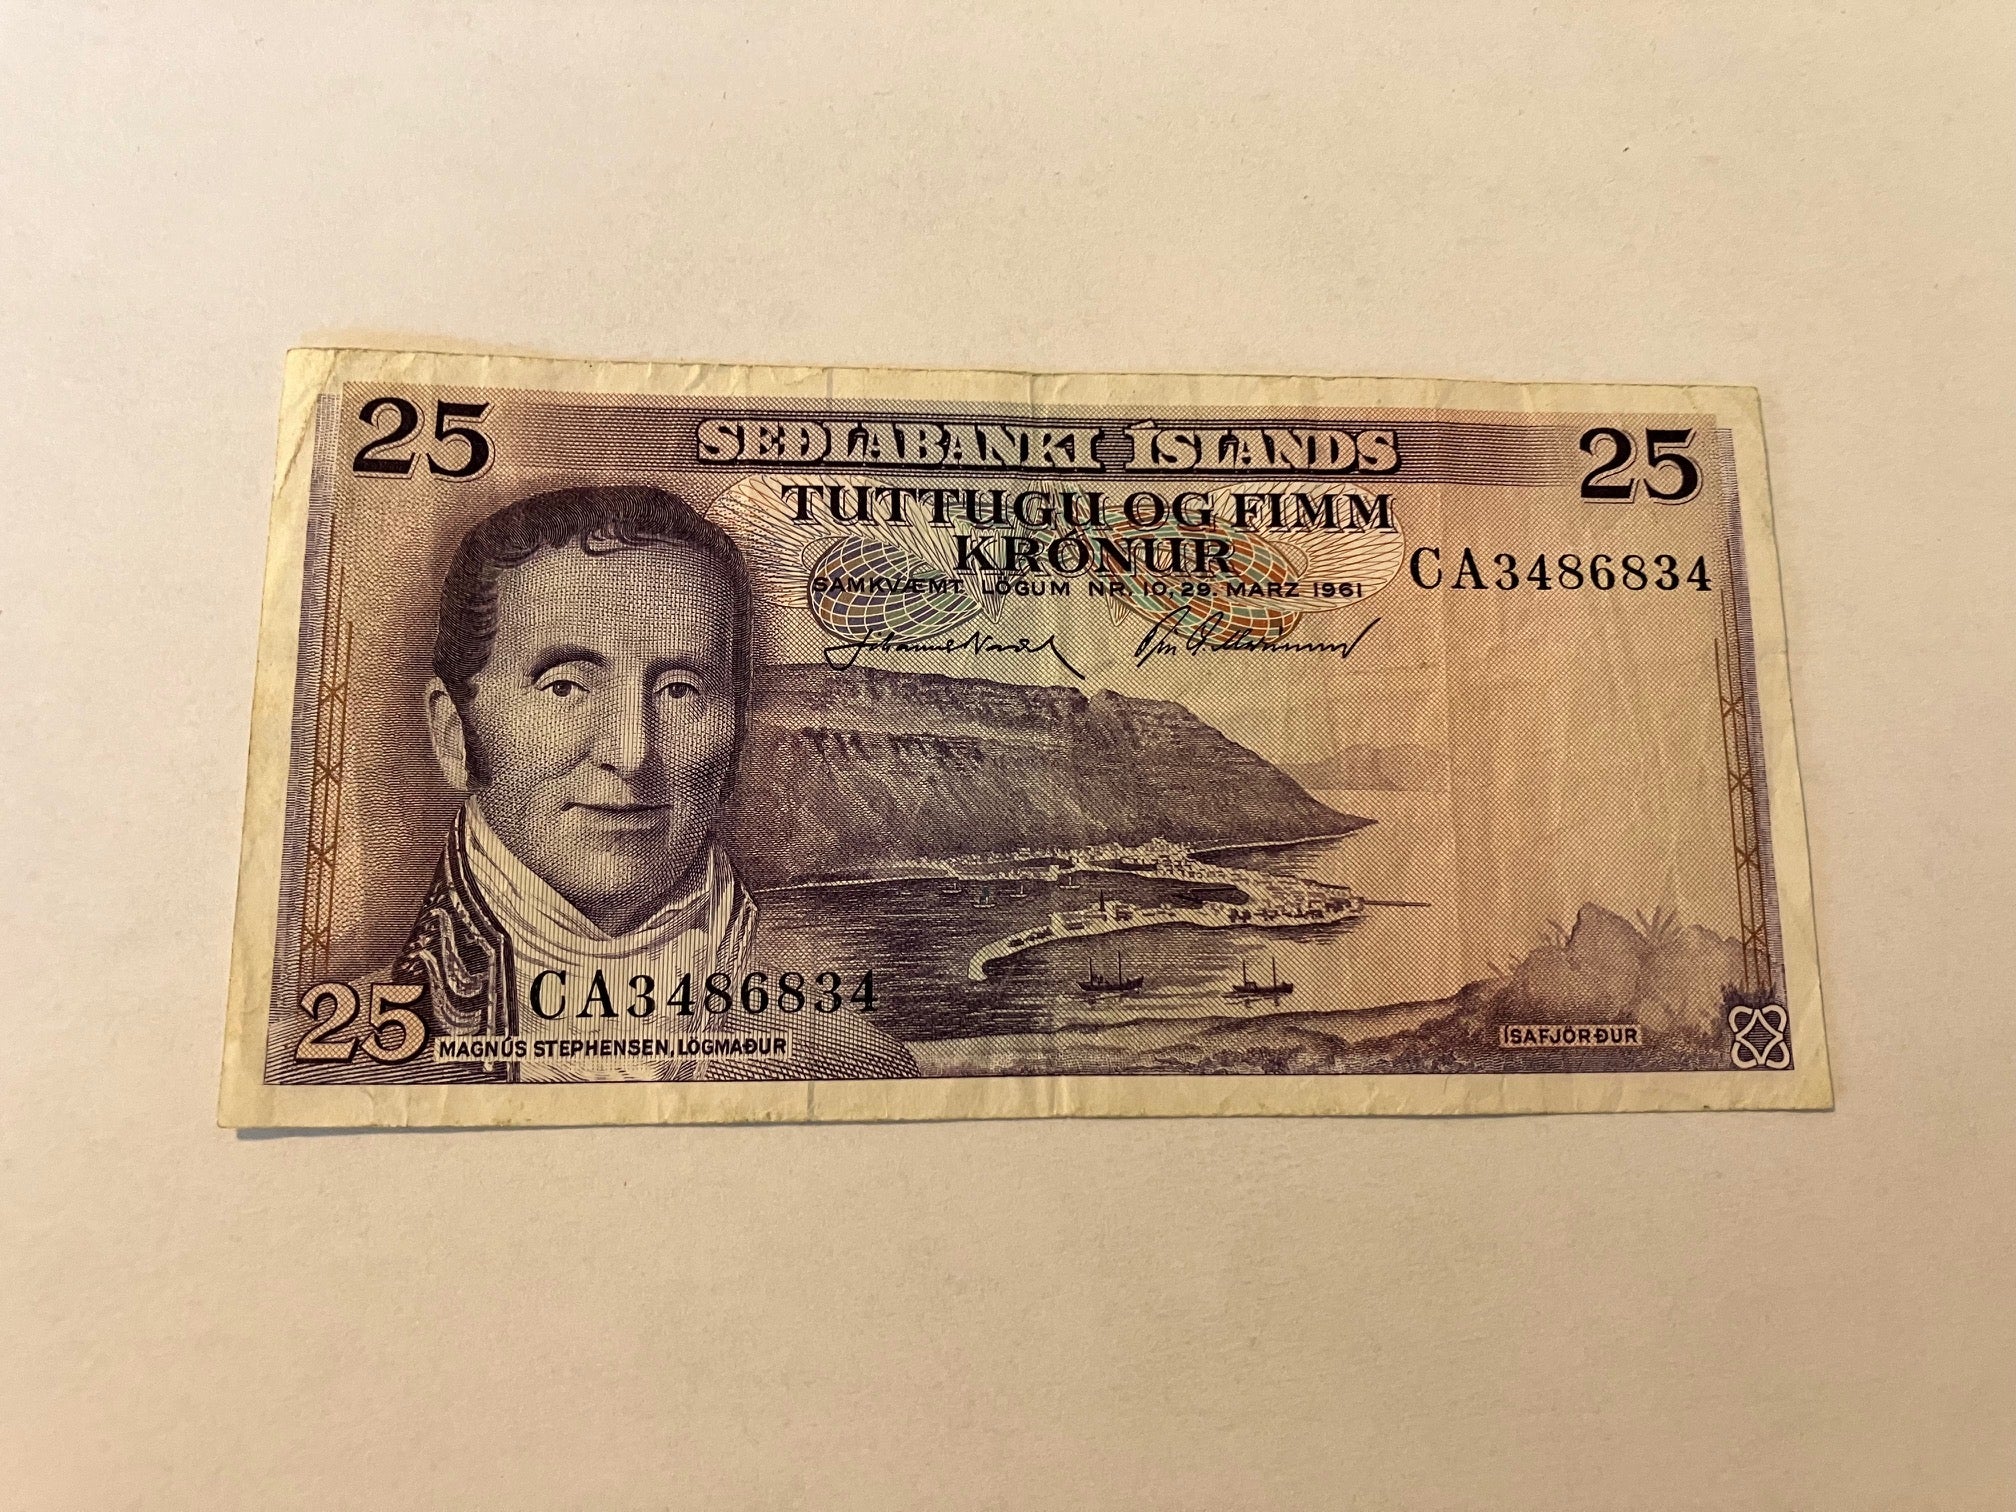 25 SEÐLABANKI ÍSLANDS 25
TUTTUGU OG FIMM
KRÓNUR
SAMKVÆMT LÖGUM NR. 10, 29. MARZ 1961
CA3486834
CA3486834
25
MAGNÚS STEPHENSEN, LÖGMAÐUR
ÍSAFJÖRÐUR